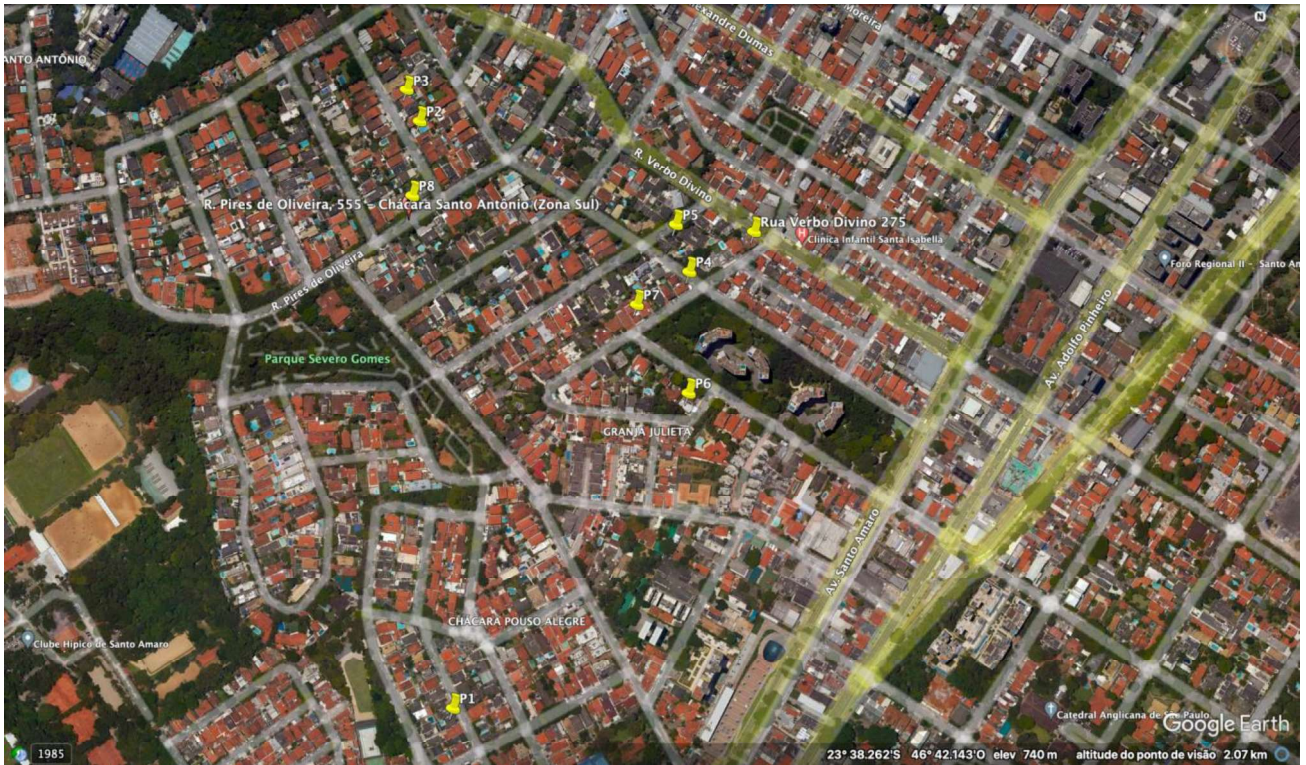 Alexandre Dumas
Moreira
N
SANTO ANTÔNIO
P3
P2
R. Verbo Divino
P8
R. Pires de Oliveira, 555 - Chácara Santo Antônio (Zona Sul)
P5
Rua Verbo Divino 275
H
Clínica Infantil Santa Isabella
P4
Foro Regional II - Santo Am
R. Pires de Oliveira
P7
Av. Adolfo Pinheiro
Parque Severo Gomes
P6
GRANJA JULIETA
Av. Santo Amaro
CHÁCARA POUSO ALEGRE
Clube Hípico de Santo Amaro
P1
Catedral Anglicana de São Paulo
Google Earth
1985
23° 38.262'S 46° 42.143'O elev 740 m altitude do ponto de visão 2.07 km